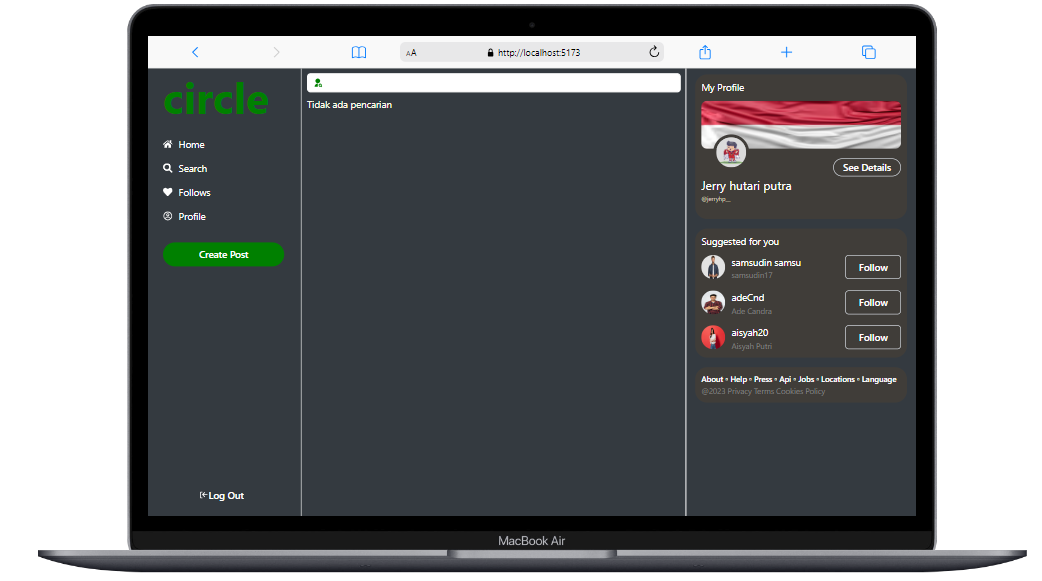 AA http://localhost:5173
circle
Home
Search
Follows
Profile
Create Post
Log Out
Tidak ada pencarian
My Profile
See Details
Jerry hutari putra
@jerryhp__
Suggested for you
samsudin samsu
samsudin17
Follow
adeCnd
Ade Candra
Follow
aisyah20
Aisyah Putri
Follow
About • Help • Press • Api • Jobs • Locations • Language
@2023 Privacy Terms Cookies Policy
MacBook Air